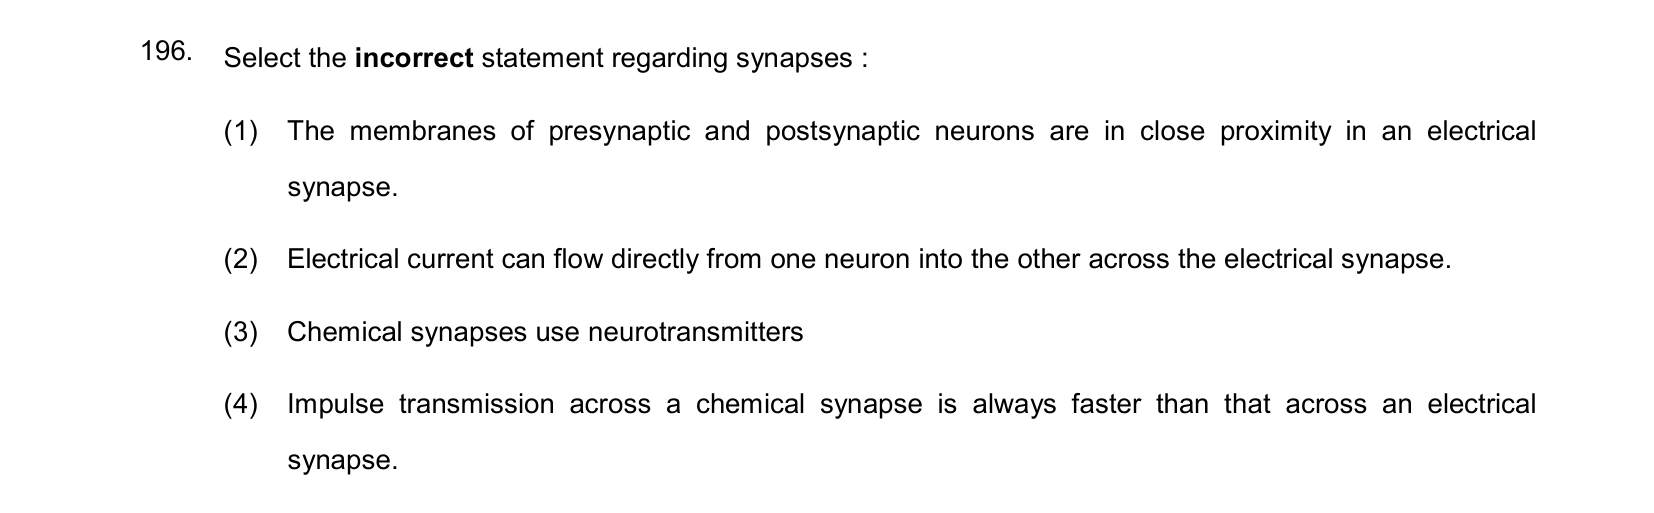 196. Select the incorrect statement regarding synapses :
(1) The membranes of presynaptic and postsynaptic neurons are in close proximity in an electrical
synapse.
(2) Electrical current can flow directly from one neuron into the other across the electrical synapse.
(3) Chemical synapses use neurotransmitters
(4) Impulse transmission across a chemical synapse is always faster than that across an electrical
synapse.